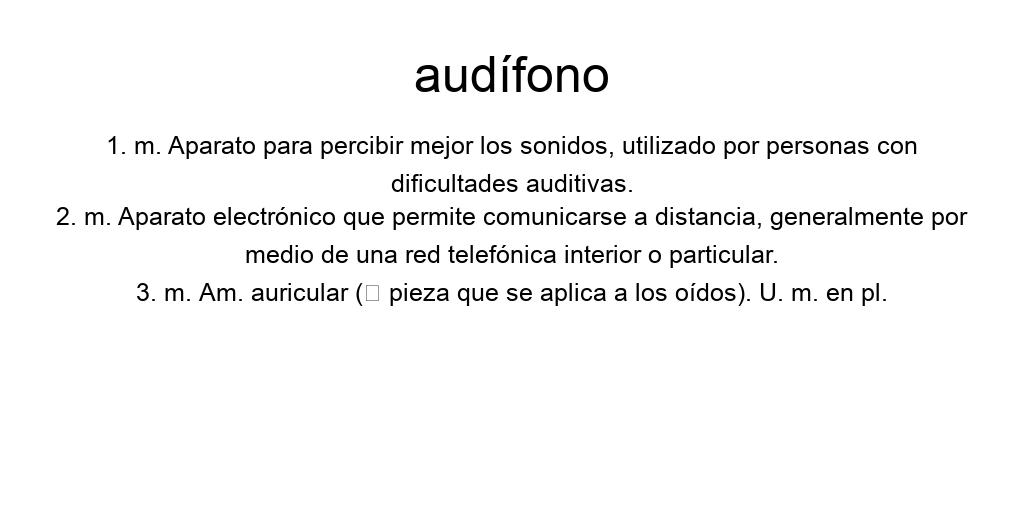 audífono
1. m. Aparato para percibir mejor los sonidos, utilizado por personas con
dificultades auditivas.
2. m. Aparato electrónico que permite comunicarse a distancia, generalmente por
medio de una red telefónica interior o particular.
3. m. Am. auricular (□ pieza que se aplica a los oídos). U. m. en pl.